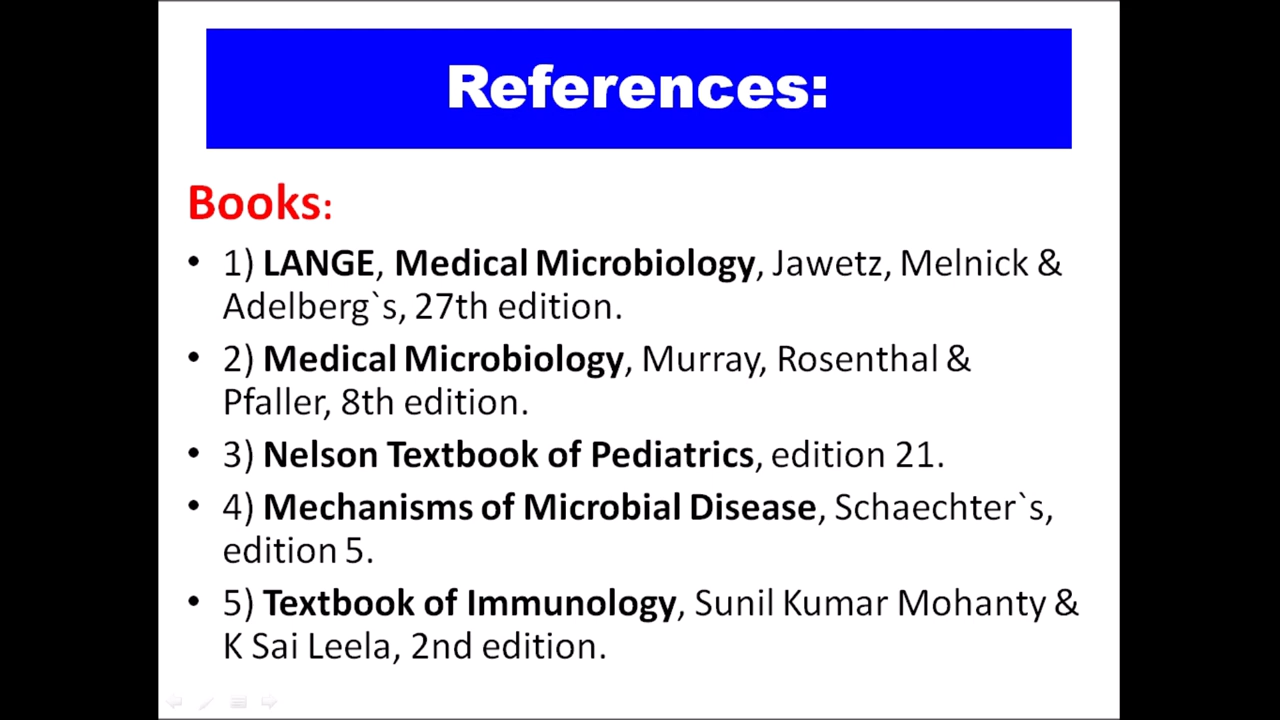 References:
Books:
• 1) LANGE, Medical Microbiology, Jawetz, Melnick &
Adelberg`s, 27th edition.
• 2) Medical Microbiology, Murray, Rosenthal &
Pfaller, 8th edition.
• 3) Nelson Textbook of Pediatrics, edition 21.
• 4) Mechanisms of Microbial Disease, Schaechter`s,
edition 5.
• 5) Textbook of Immunology, Sunil Kumar Mohanty &
K Sai Leela, 2nd edition.